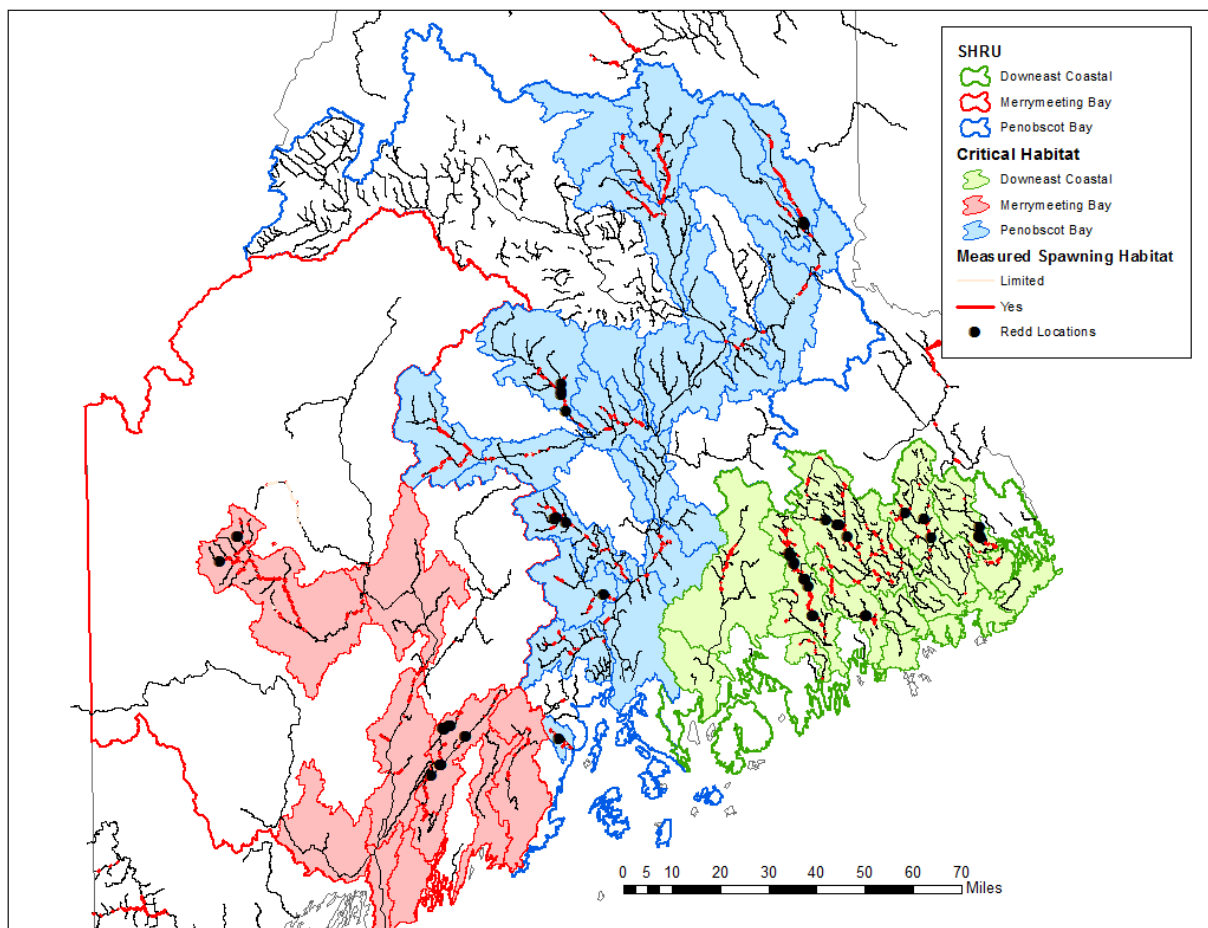 SHRU
Downeast Coastal
Merrymeeting Bay
Penobscot Bay
Critical Habitat
Downeast Coastal
Merrymeeting Bay
Penobscot Bay
Measured Spawning Habitat
Limited
Yes
Redd Locations
0 5 10 20 30 40 50 60 70
Miles